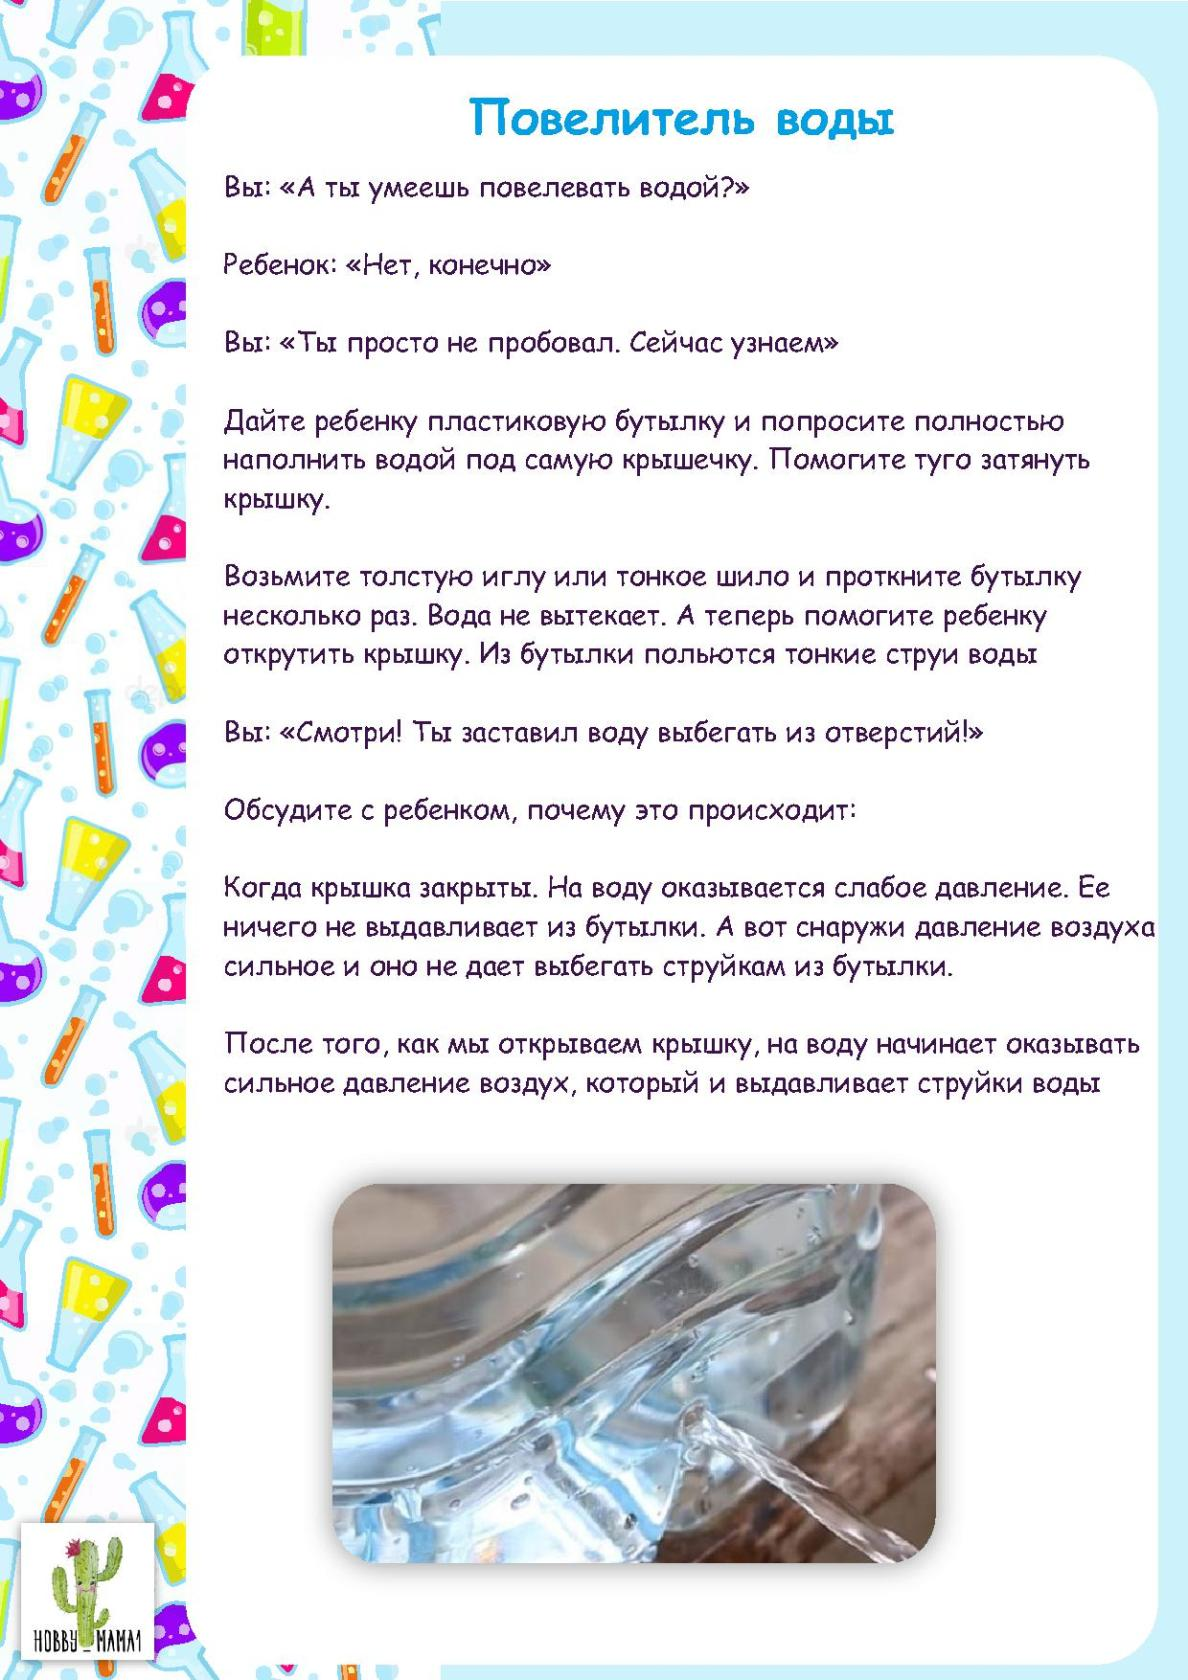 Повелитель воды
Вы: «А ты умеешь повелевать водой?»
Ребенок: «Нет, конечно»
Вы: «Ты просто не пробовал. Сейчас узнаем»
Дайте ребенку пластиковую бутылку и попросите полностью
наполнить водой под самую крышечку. Помогите туго затянуть
крышку.
Возьмите толстую иглу или тонкое шило и проткните бутылку
несколько раз. Вода не вытекает. А теперь помогите ребенку
открутить крышку. Из бутылки польются тонкие струи воды
Вы: «Смотри! Ты заставил воду выбегать из отверстий!»
Обсудите с ребенком, почему это происходит:
Когда крышка закрыты. На воду оказывается слабое давление. Ее
ничего не выдавливает из бутылки. А вот снаружи давление воздуха
сильное и оно не дает выбегать струйкам из бутылки.
После того, как мы открываем крышку, на воду начинает оказывать
сильное давление воздух, который и выдавливает струйки воды
HOBBY_MAMA1